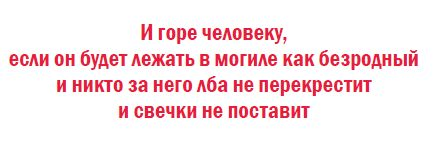 И горе человеку,
если он будет лежать в могиле как безродный
и никто за него лба не перекрестит
и свечки не поставит